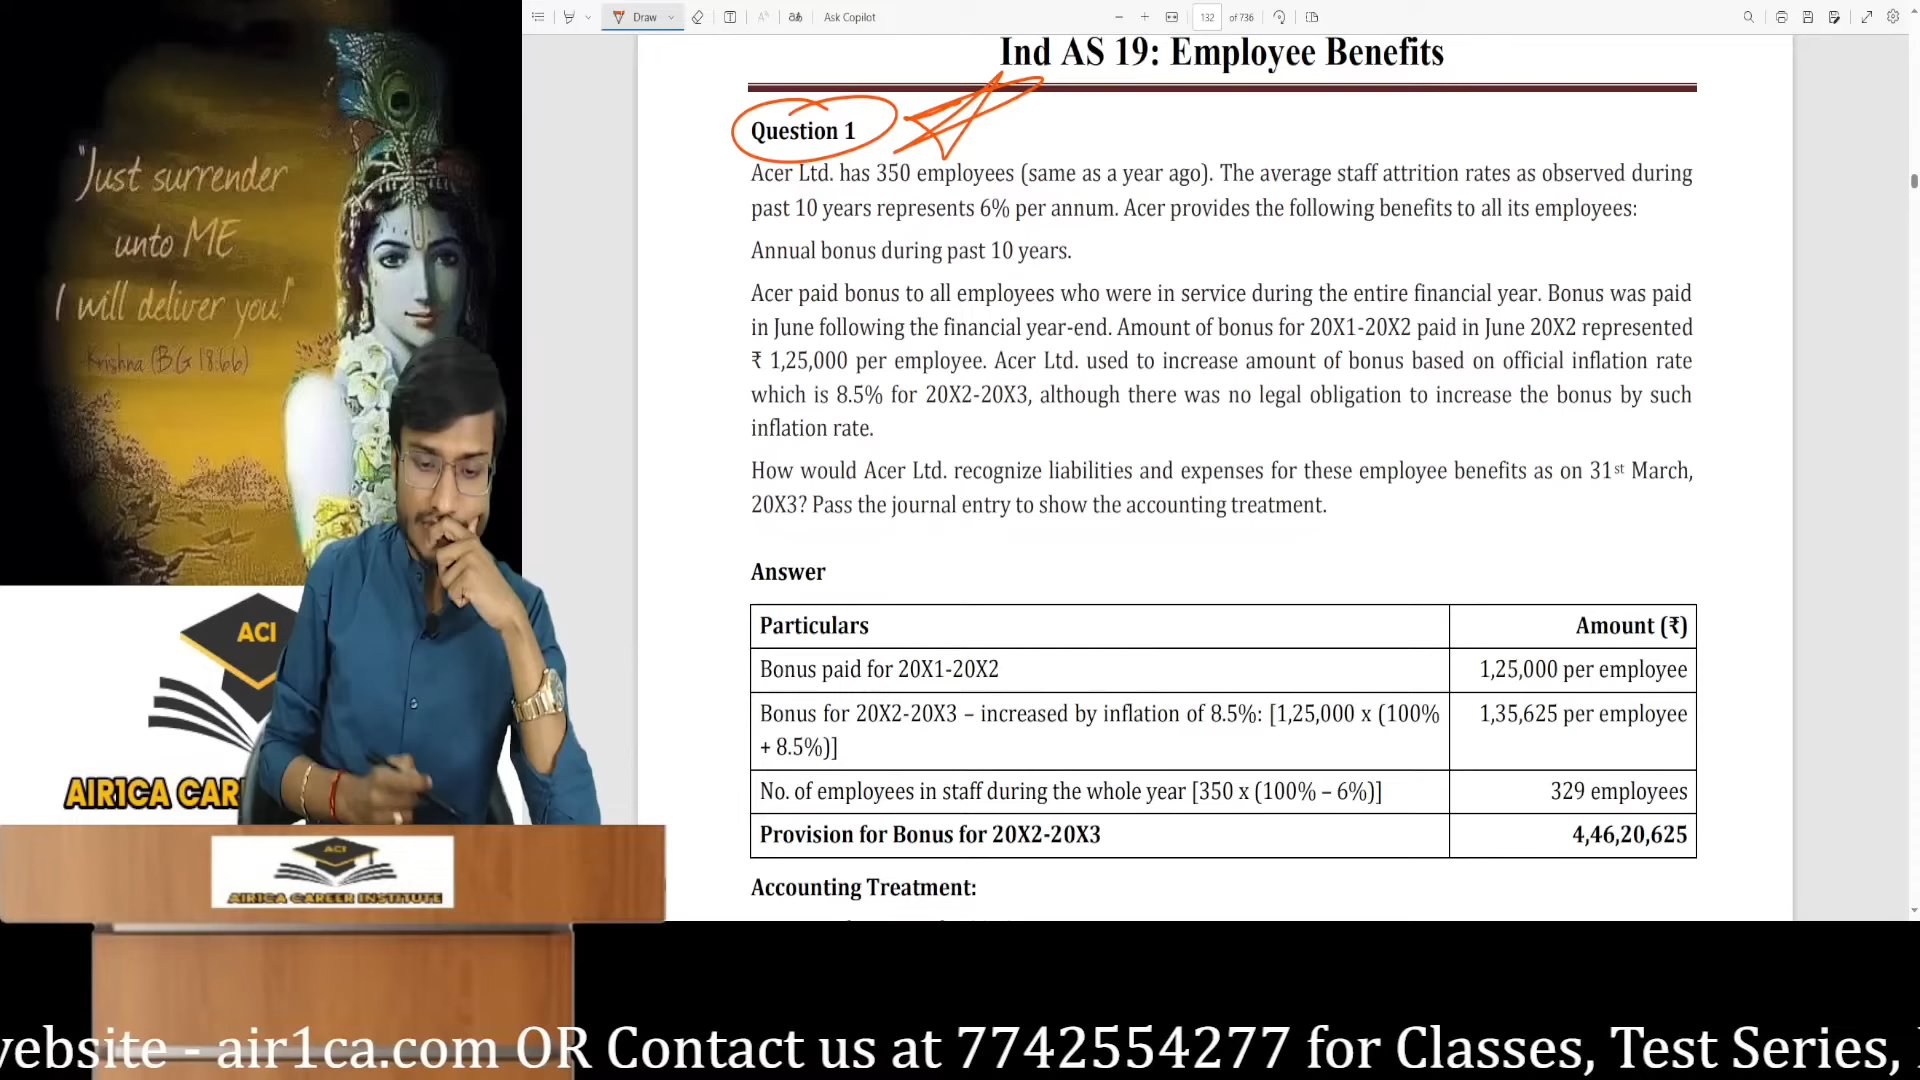 Draw
Ask Copilot
132 of 736
Ind AS 19: Employee Benefits
Question 1
Acer Ltd. has 350 employees (same as a year ago). The average staff attrition rates as observed during
past 10 years represents 6% per annum. Acer provides the following benefits to all its employees:
Annual bonus during past 10 years.
Acer paid bonus to all employees who were in service during the entire financial year. Bonus was paid
in June following the financial year-end. Amount of bonus for 20X1-20X2 paid in June 20X2 represented
₹ 1,25,000 per employee. Acer Ltd. used to increase amount of bonus based on official inflation rate
which is 8.5% for 20X2-20X3, although there was no legal obligation to increase the bonus by such
inflation rate.
How would Acer Ltd. recognize liabilities and expenses for these employee benefits as on 31st March,
20X3? Pass the journal entry to show the accounting treatment.
Answer
Particulars Amount (₹)
Bonus paid for 20X1-20X2 1,25,000 per employee
Bonus for 20X2-20X3 – increased by inflation of 8.5%: [1,25,000 x (100% 1,35,625 per employee
+ 8.5%)]
No. of employees in staff during the whole year [350 x (100% – 6%)] 329 employees
Provision for Bonus for 20X2-20X3 4,46,20,625
Accounting Treatment:
"Just surrender
unto ME
I will deliver you!"
Krishna (B.G 18.66)
ACI
AIR1CA CAR
ACI
AIR1CA CAREER INSTITUTE
website - air1ca.com OR Contact us at 7742554277 for Classes, Test Series,